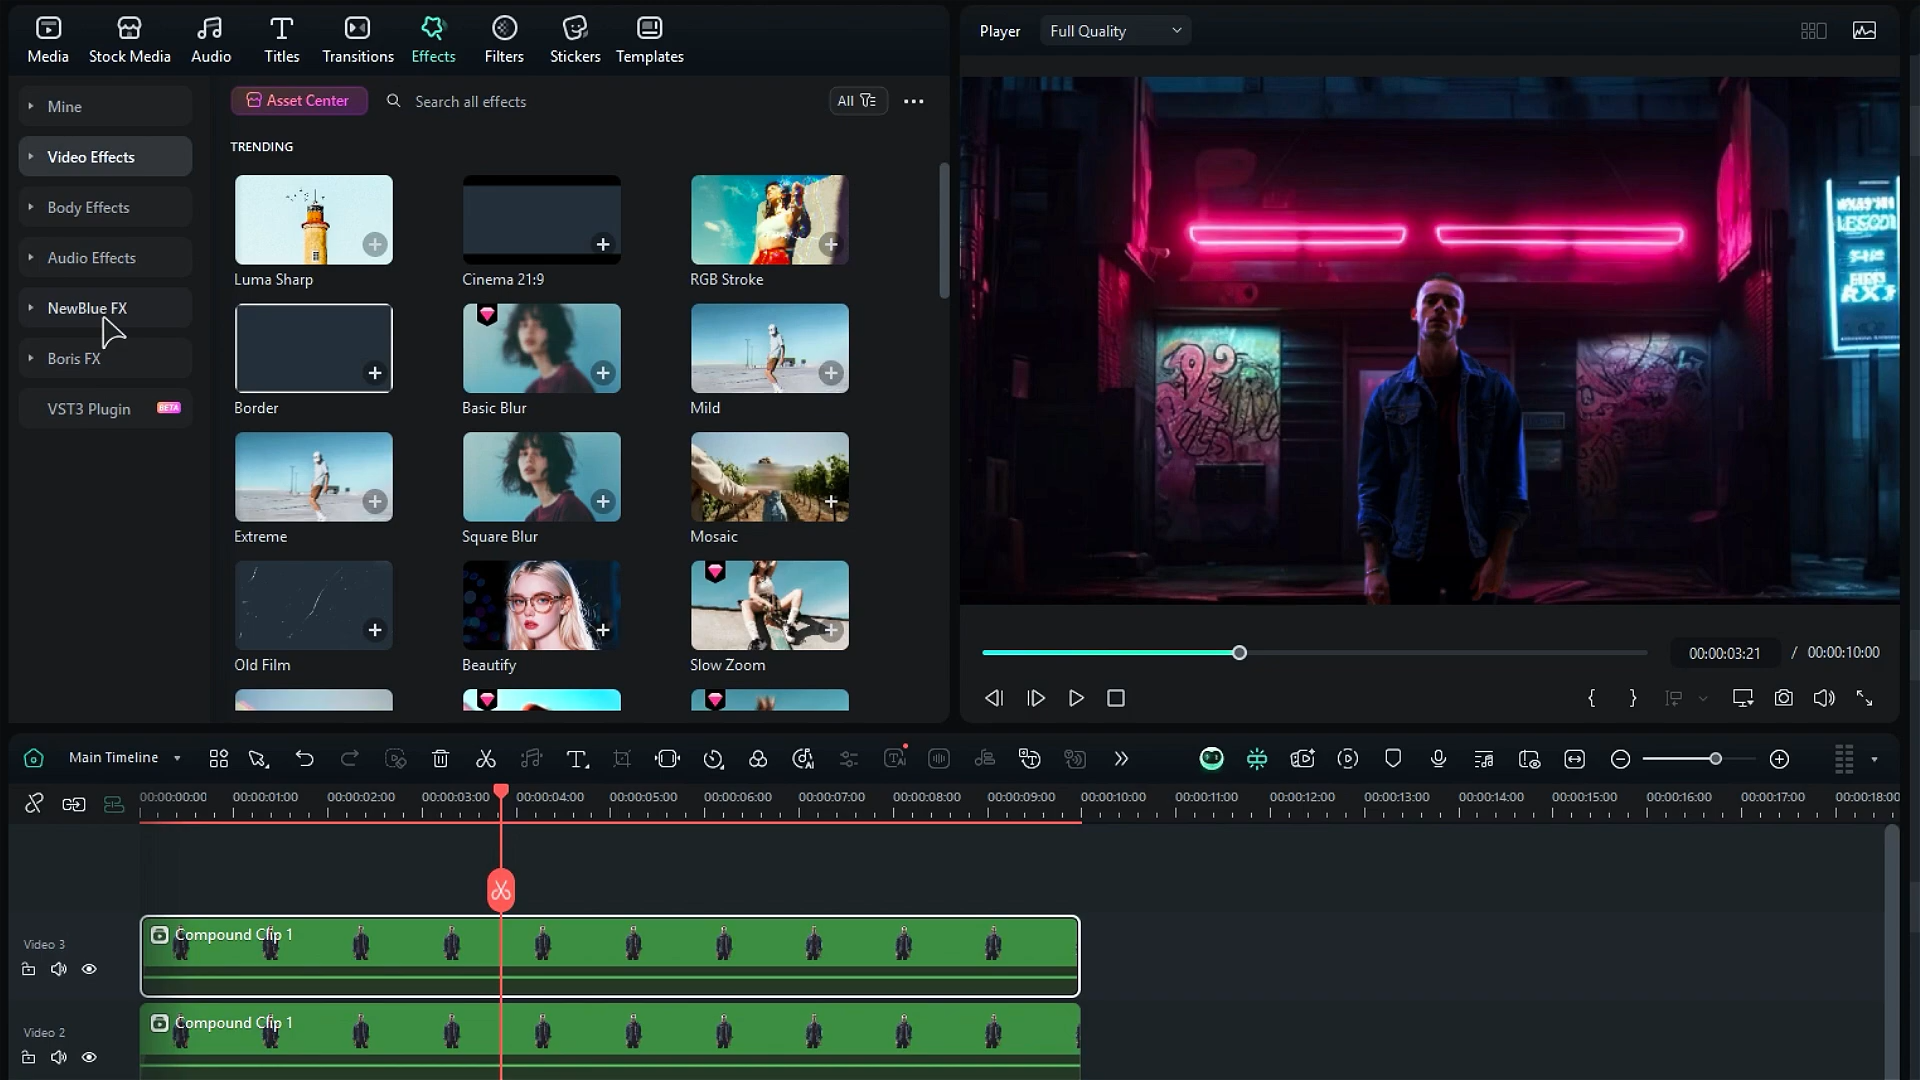 Media
Stock Media
Audio
Titles
Transitions
Effects
Filters
Stickers
Templates
Player
Full Quality
Mine
Video Effects
Body Effects
Audio Effects
NewBlue FX
Boris FX
VST3 Plugin
BETA
Asset Center
Search all effects
All
TRENDING
Luma Sharp
Cinema 21:9
RGB Stroke
Border
Basic Blur
Mild
Extreme
Square Blur
Mosaic
Old Film
Beautify
Slow Zoom
00:00:03:21 / 00:00:10:00
Main Timeline
00:00:00:00 00:00:01:00 00:00:02:00 00:00:03:00 00:00:04:00 00:00:05:00 00:00:06:00 00:00:07:00 00:00:08:00 00:00:09:00 00:00:10:00 00:00:11:00 00:00:12:00 00:00:13:00 00:00:14:00 00:00:15:00 00:00:16:00 00:00:17:00 00:00:18:00
Video 3
Compound Clip 1
Video 2
Compound Clip 1